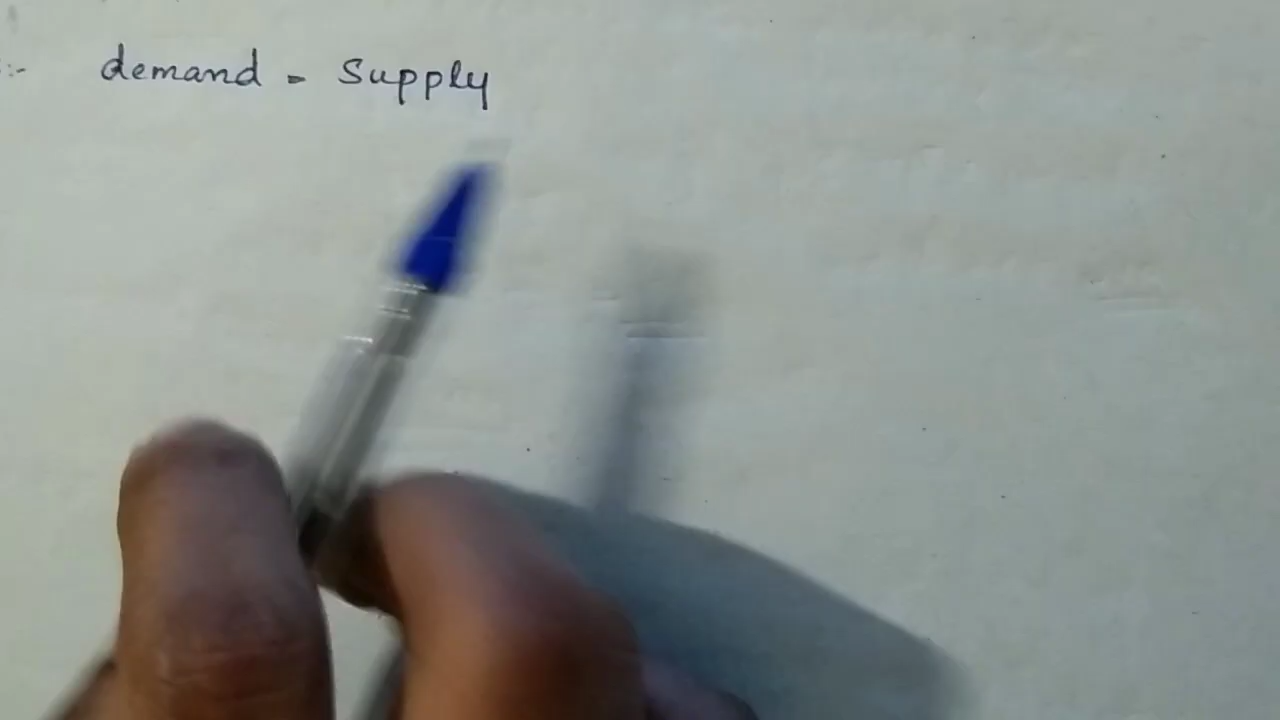 :- demand = Supply